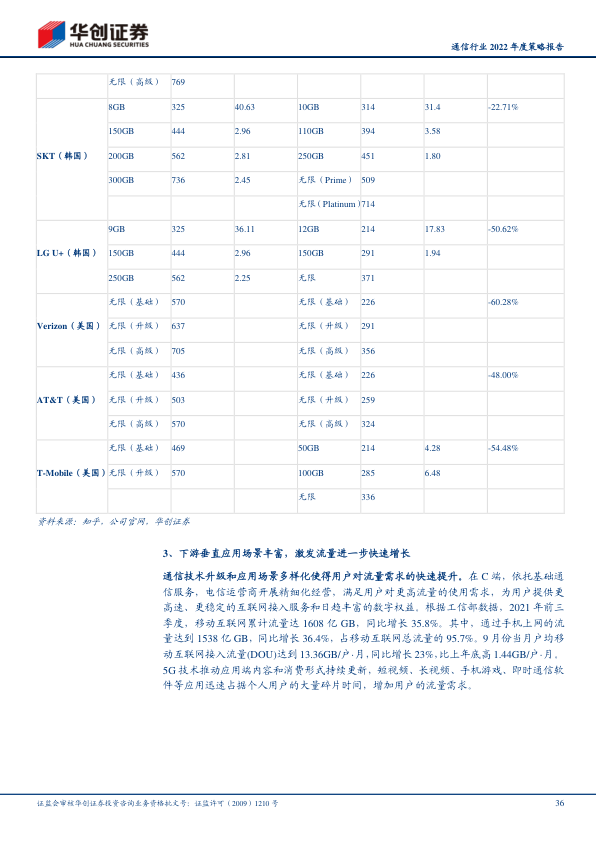 华创证券
HUA CHUANG SECURITIES
通信行业 2022 年度策略报告
无限（高级） 769
8GB 325 40.63 10GB 314 31.4 -22.71%
150GB 444 2.96 110GB 394 3.58
SKT（韩国） 200GB 562 2.81 250GB 451 1.80
300GB 736 2.45 无限（Prime） 509
无限（Platinum） 714
9GB 325 36.11 12GB 214 17.83 -50.62%
LG U+（韩国） 150GB 444 2.96 150GB 291 1.94
250GB 562 2.25 无限 371
无限（基础） 570 无限（基础） 226 -60.28%
Verizon（美国） 无限（升级） 637 无限（升级） 291
无限（高级） 705 无限（高级） 356
无限（基础） 436 无限（基础） 226 -48.00%
AT&T（美国） 无限（升级） 503 无限（升级） 259
无限（高级） 570 无限（高级） 324
无限（基础） 469 50GB 214 4.28 -54.48%
T-Mobile（美国） 无限（升级） 570 100GB 285 6.48
无限 336
资料来源：知乎，公司官网，华创证券
3、下游垂直应用场景丰富，激发流量进一步快速增长
通信技术升级和应用场景多样化使得用户对流量需求的快速提升。在 C 端，依托基础通
信服务，电信运营商开展精细化经营，满足用户对更高流量的使用需求，为用户提供更
高速，更稳定的互联网接入服务和日趋丰富的数字权益。根据工信部数据，2021 年前三
季度，移动互联网累计流量达 1608 亿 GB，同比增长 35.8%。其中，通过手机上网的流
量达到 1538 亿 GB，同比增长 36.4%，占移动互联网总流量的 95.7%。9 月份当月户均移
动互联网接入流量(DOU)达到 13.36GB/户·月，同比增长 23%，比上年底高 1.44GB/户·月。
5G 技术推动应用端内容和消费形式持续更新，短视频、长视频、手机游戏，即时通信软
件等应用迅速占据个人用户的大量碎片时间，增加用户的流量需求。
证监会审核华创证券投资咨询业务资格批文号：证监许可（2009）1210 号 36